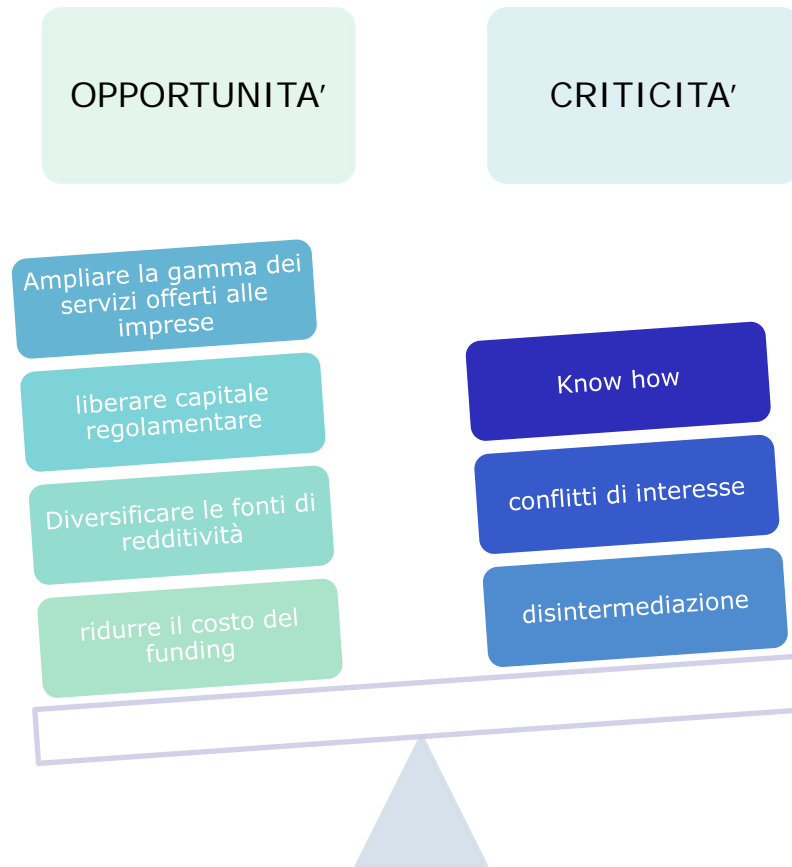 OPPORTUNITA'
CRITICITA'
Ampliare la gamma dei
servizi offerti alle
imprese
liberare capitale
regolamentare
Diversificare le fonti di
redditività
ridurre il costo del
funding
Know how
conflitti di interesse
disintermediazione